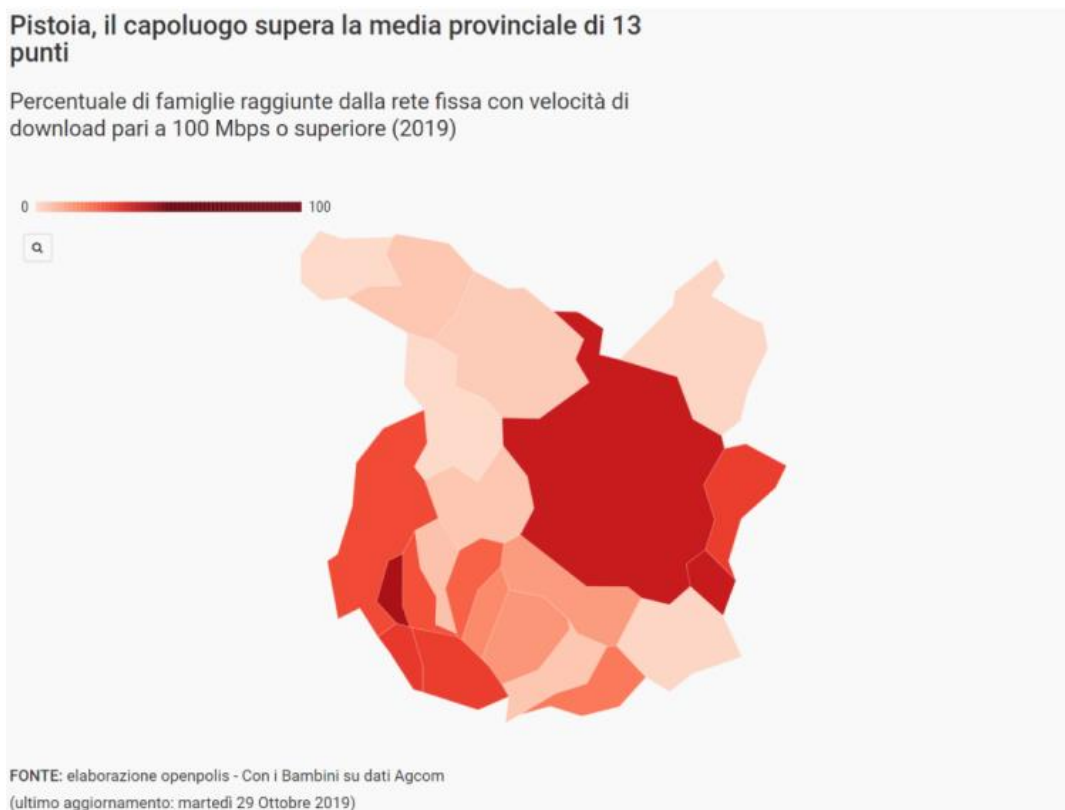 Pistoia, il capoluogo supera la media provinciale di 13
punti
Percentuale di famiglie raggiunte dalla rete fissa con velocità di
download pari a 100 Mbps o superiore (2019)
0 100
FONTE: elaborazione openpolis - Con i Bambini su dati Agcom
(ultimo aggiornamento: martedì 29 Ottobre 2019)